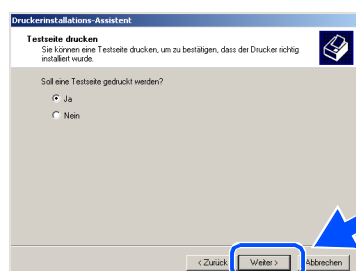 Druckerinstallations-Assistent
Testseite drucken
Sie können eine Testseite drucken, um zu bestätigen, dass der Drucker richtig
installiert wurde.
Soll eine Testseite gedruckt werden?
Ja
Nein
< Zurück
Weiter >
Abbrechen